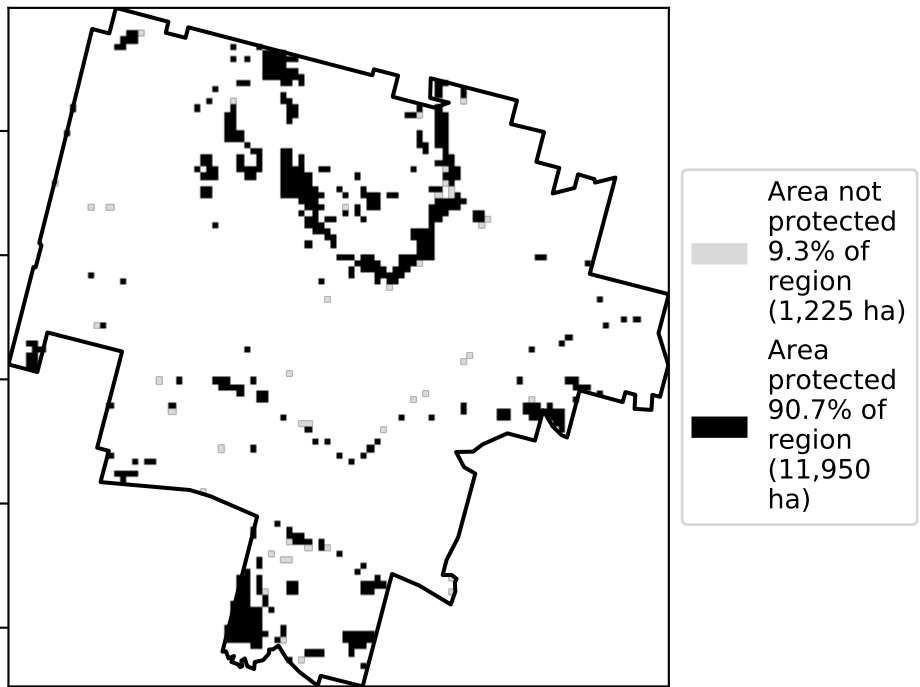 Area not
protected
9.3% of
region
(1,225 ha)
Area
protected
90.7% of
region
(11,950
ha)